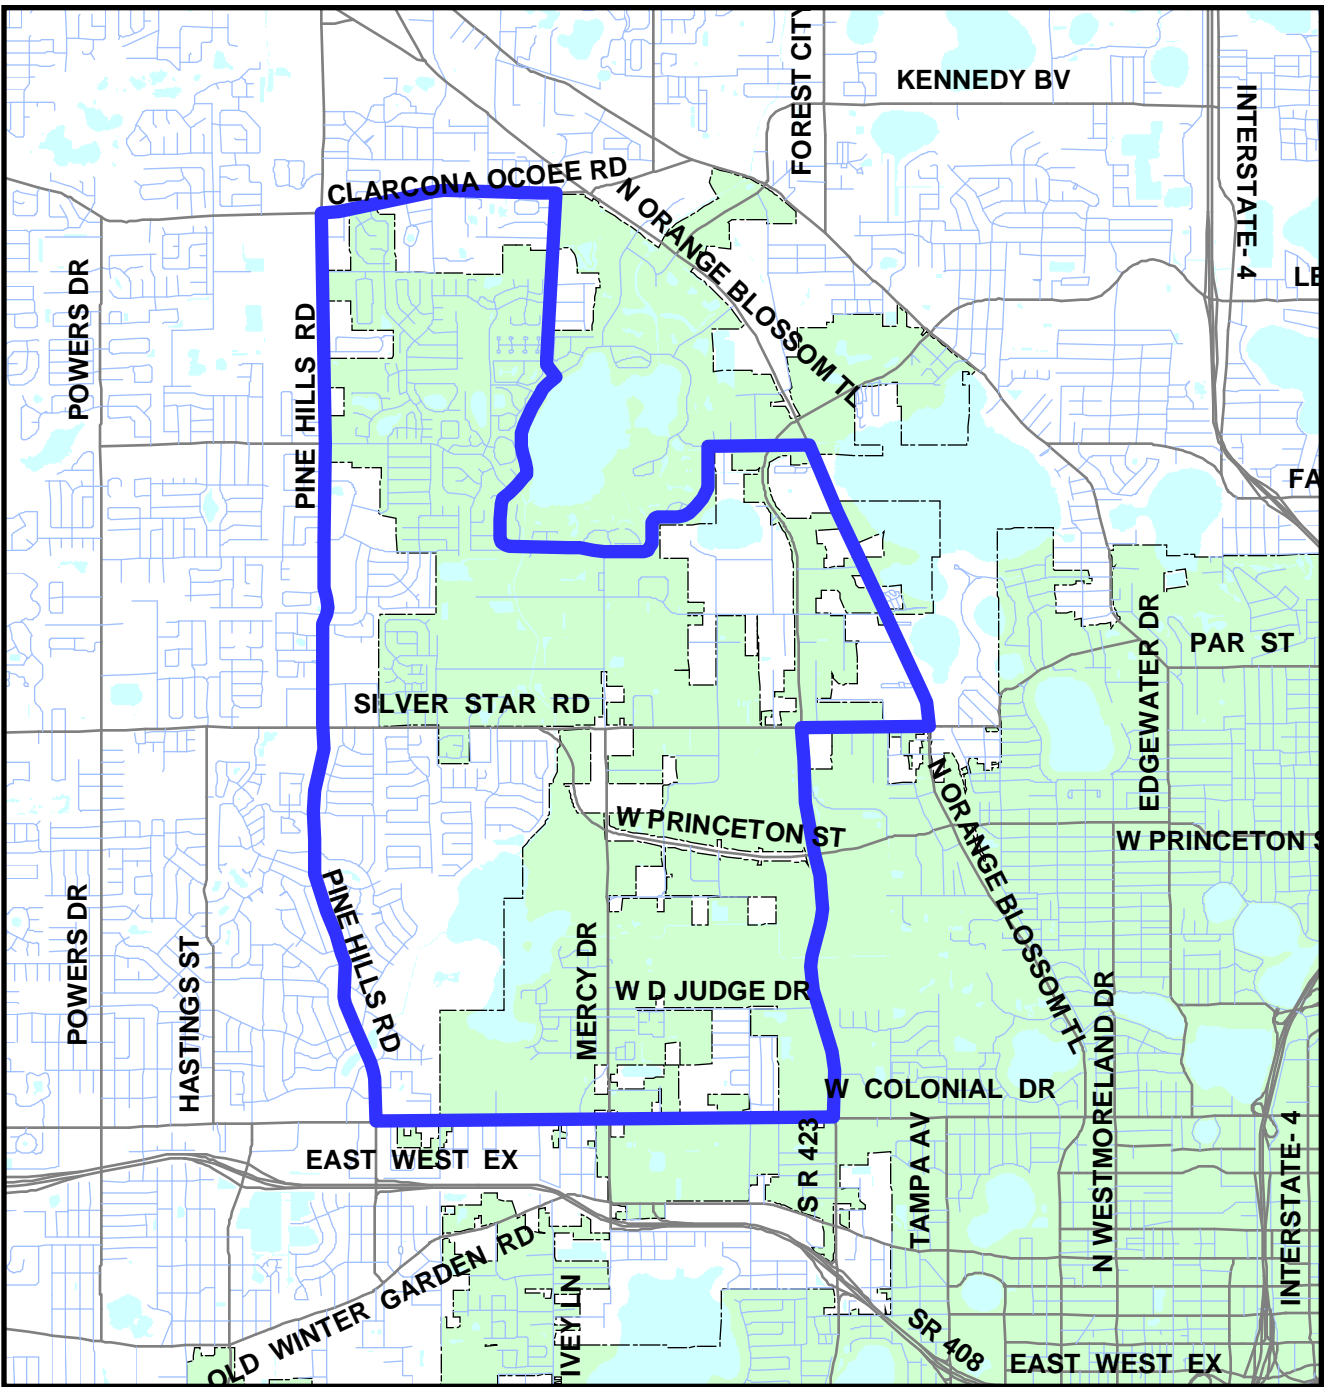 FOREST CITY
KENNEDY BV
INTERSTATE- 4
CLARCONA OCOEE RD
N ORANGE BLOSSOM TL
POWERS DR
PINE HILLS RD
LE
FA
EDGEWATER DR
PAR ST
SILVER STAR RD
N ORANGE BLOSSOM TL
W PRINCETON ST
W PRINCETON S
PINE HILLS RD
POWERS DR
HASTINGS ST
MERCY DR
W D JUDGE DR
N WESTMORELAND DR
W COLONIAL DR
S R 423
TAMPA AV
INTERSTATE- 4
EAST WEST EX
OLD WINTER GARDEN RD
IVEY LN
SR 408
EAST WEST EX